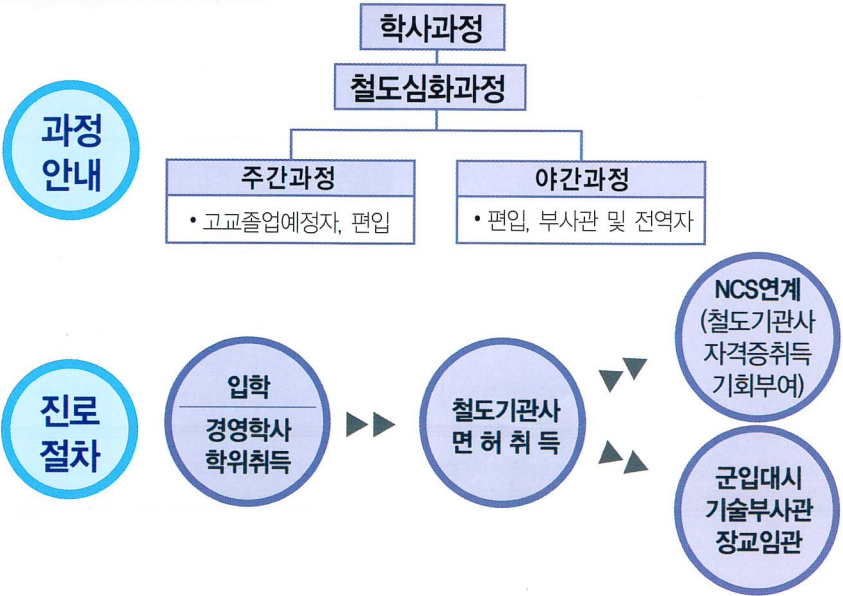 학사과정
철도심화과정
과정
안내
주간과정
• 고교졸업예정자, 편입
야간과정
• 편입, 부사관 및 전역자
진로
절차
입학
경영학사
학위취득
철도기관사
면 허 취 득
NCS연계
(철도기관사
자격증취득
기회부여)
군입대시
기술부사관
장교임관